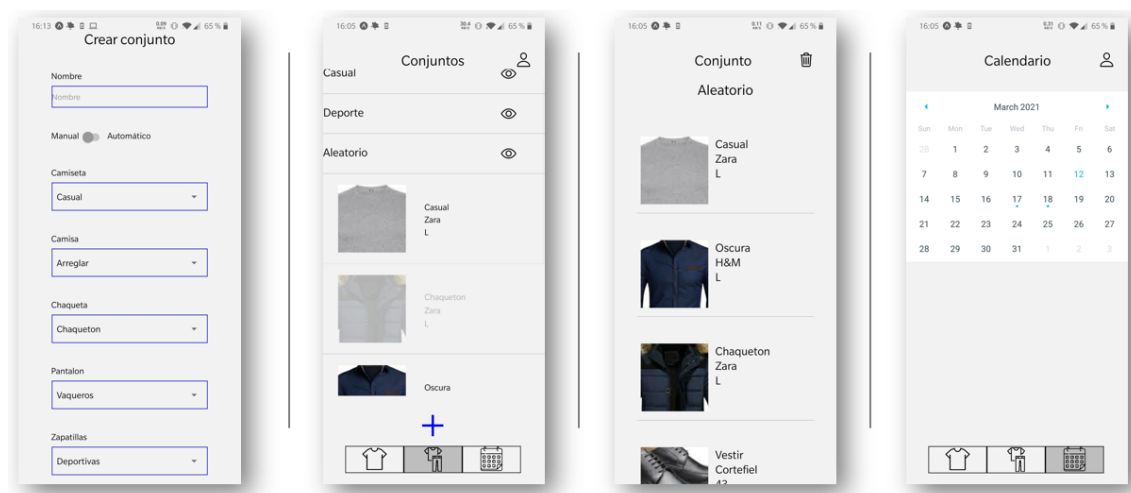 16:13
65 %
Crear conjunto
Nombre
Nombre
Manual Automático
Camiseta
Casual
Camisa
Arreglar
Chaqueta
Chaqueton
Pantalon
Vaqueros
Zapatillas
Deportivas
16:05
65 %
Conjuntos
Casual
Deporte
Aleatorio
Casual
Zara
L
Chaqueton
Zara
L
Oscura
16:05
65 %
Conjunto
Aleatorio
Casual
Zara
L
Oscura
H&M
L
Chaqueton
Zara
L
Vestir
Cortefiel
16:05
65 %
Calendario
March 2021
Sun Mon Tue Wed Thu Fri Sat
28 1 2 3 4 5 6
7 8 9 10 11 12 13
14 15 16 17 18 19 20
21 22 23 24 25 26 27
28 29 30 31 1 2 3